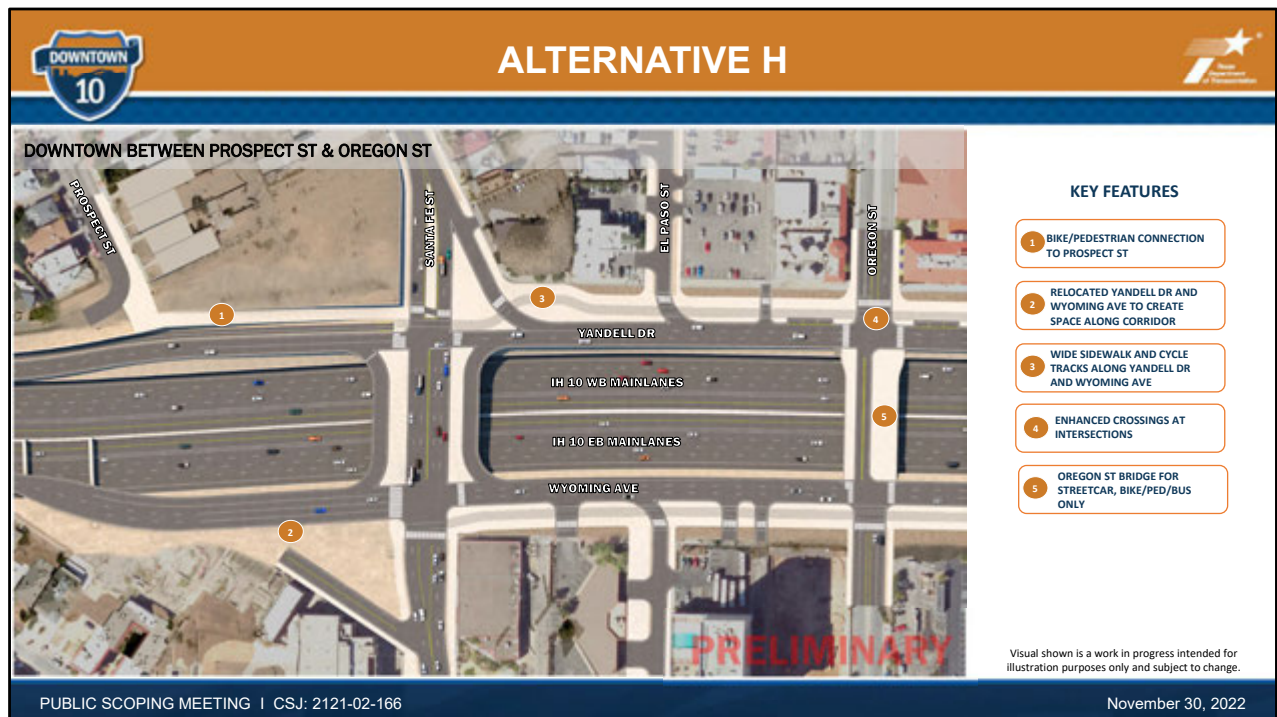 DOWNTOWN
10
ALTERNATIVE H
Texas
Department
of Transportation
DOWNTOWN BETWEEN PROSPECT ST & OREGON ST
PROSPECT ST
SANTA FE ST
EL PASO ST
OREGON ST
1
3
4
YANDELL DR
IH 10 WB MAINLANES
5
IH 10 EB MAINLANES
WYOMING AVE
2
PRELIMINARY
KEY FEATURES
1 BIKE/PEDESTRIAN CONNECTION
TO PROSPECT ST
2 RELOCATED YANDELL DR AND
WYOMING AVE TO CREATE
SPACE ALONG CORRIDOR
3 WIDE SIDEWALK AND CYCLE
TRACKS ALONG YANDELL DR
AND WYOMING AVE
4 ENHANCED CROSSINGS AT
INTERSECTIONS
5 OREGON ST BRIDGE FOR
STREETCAR, BIKE/PED/BUS
ONLY
Visual shown is a work in progress intended for
illustration purposes only and subject to change.
PUBLIC SCOPING MEETING I CSJ: 2121-02-166
November 30, 2022